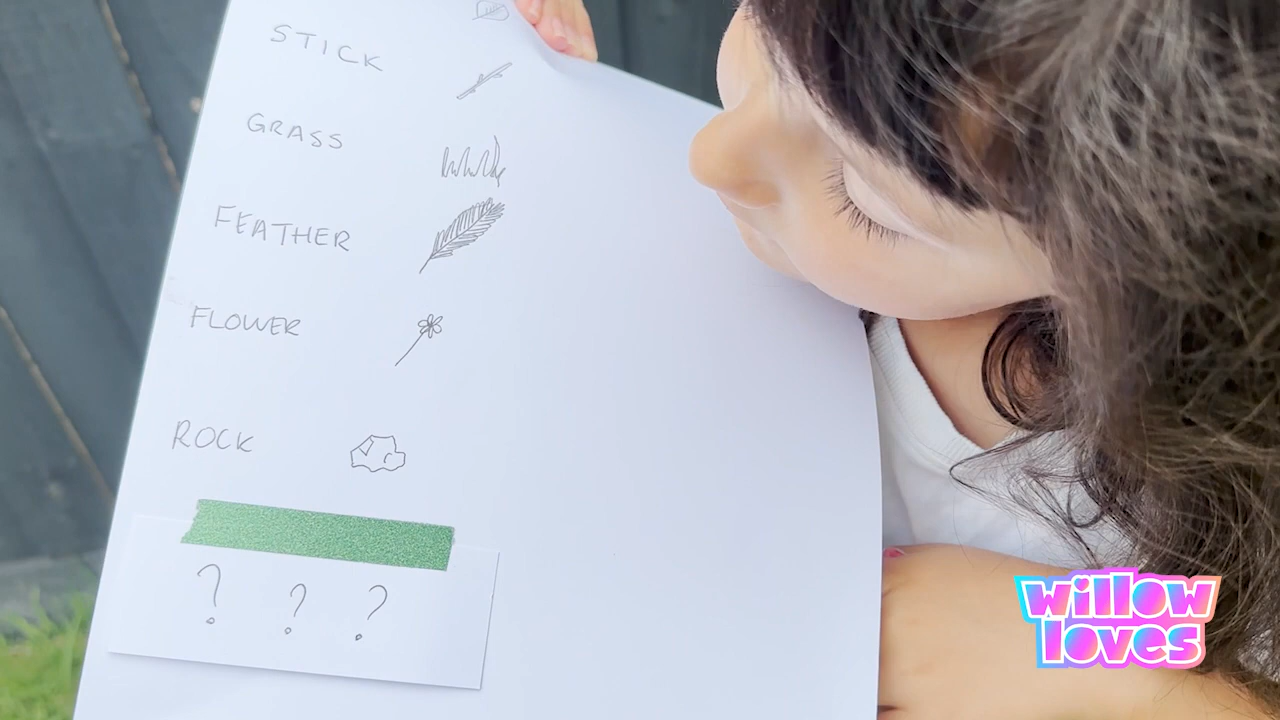 STICK
GRASS
FEATHER
FLOWER
ROCK
? ? ?
willow
loves